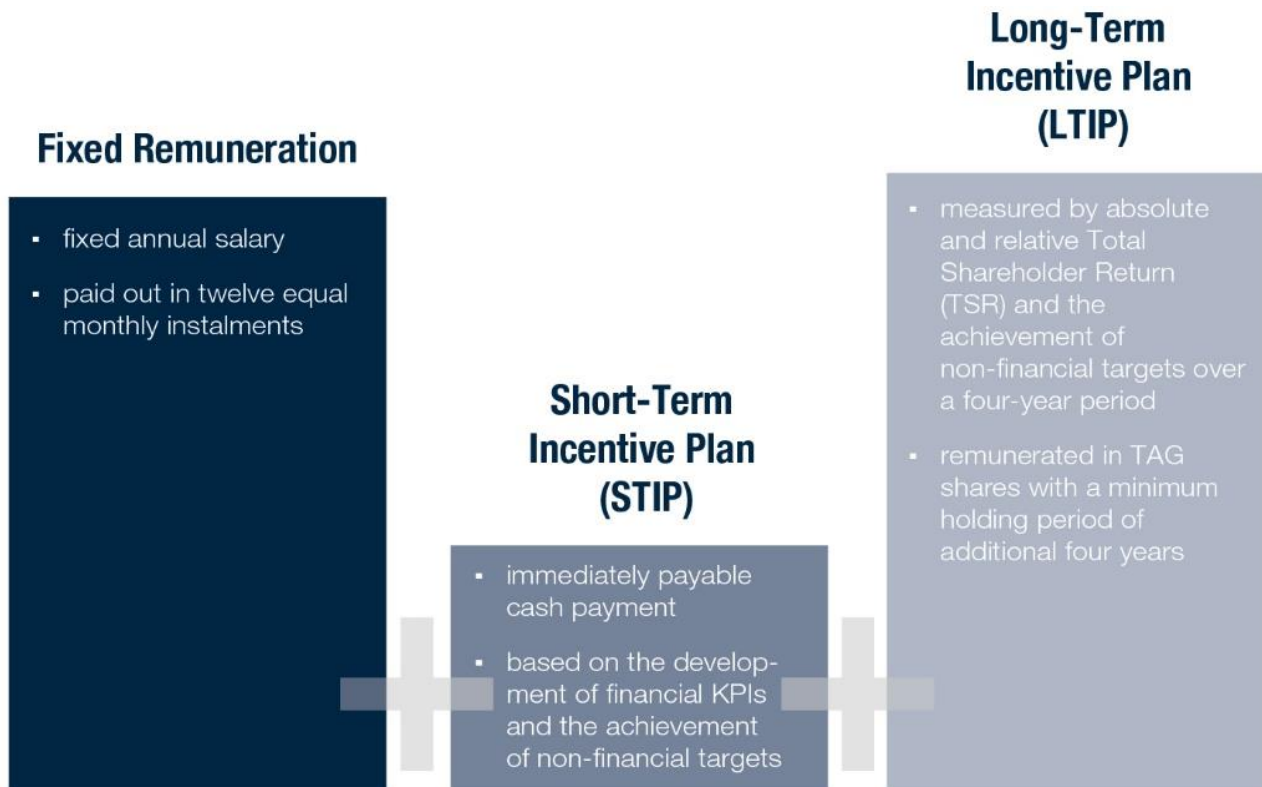 Fixed Remuneration
▪ fixed annual salary
▪ paid out in twelve equal
monthly instalments
Short-Term
Incentive Plan
(STIP)
▪ immediately payable
cash payment
▪ based on the develop-
ment of financial KPIs
and the achievement
of non-financial targets
Long-Term
Incentive Plan
(LTIP)
▪ measured by absolute
and relative Total
Shareholder Return
(TSR) and the
achievement of
non-financial targets over
a four-year period
▪ remunerated in TAG
shares with a minimum
holding period of
additional four years